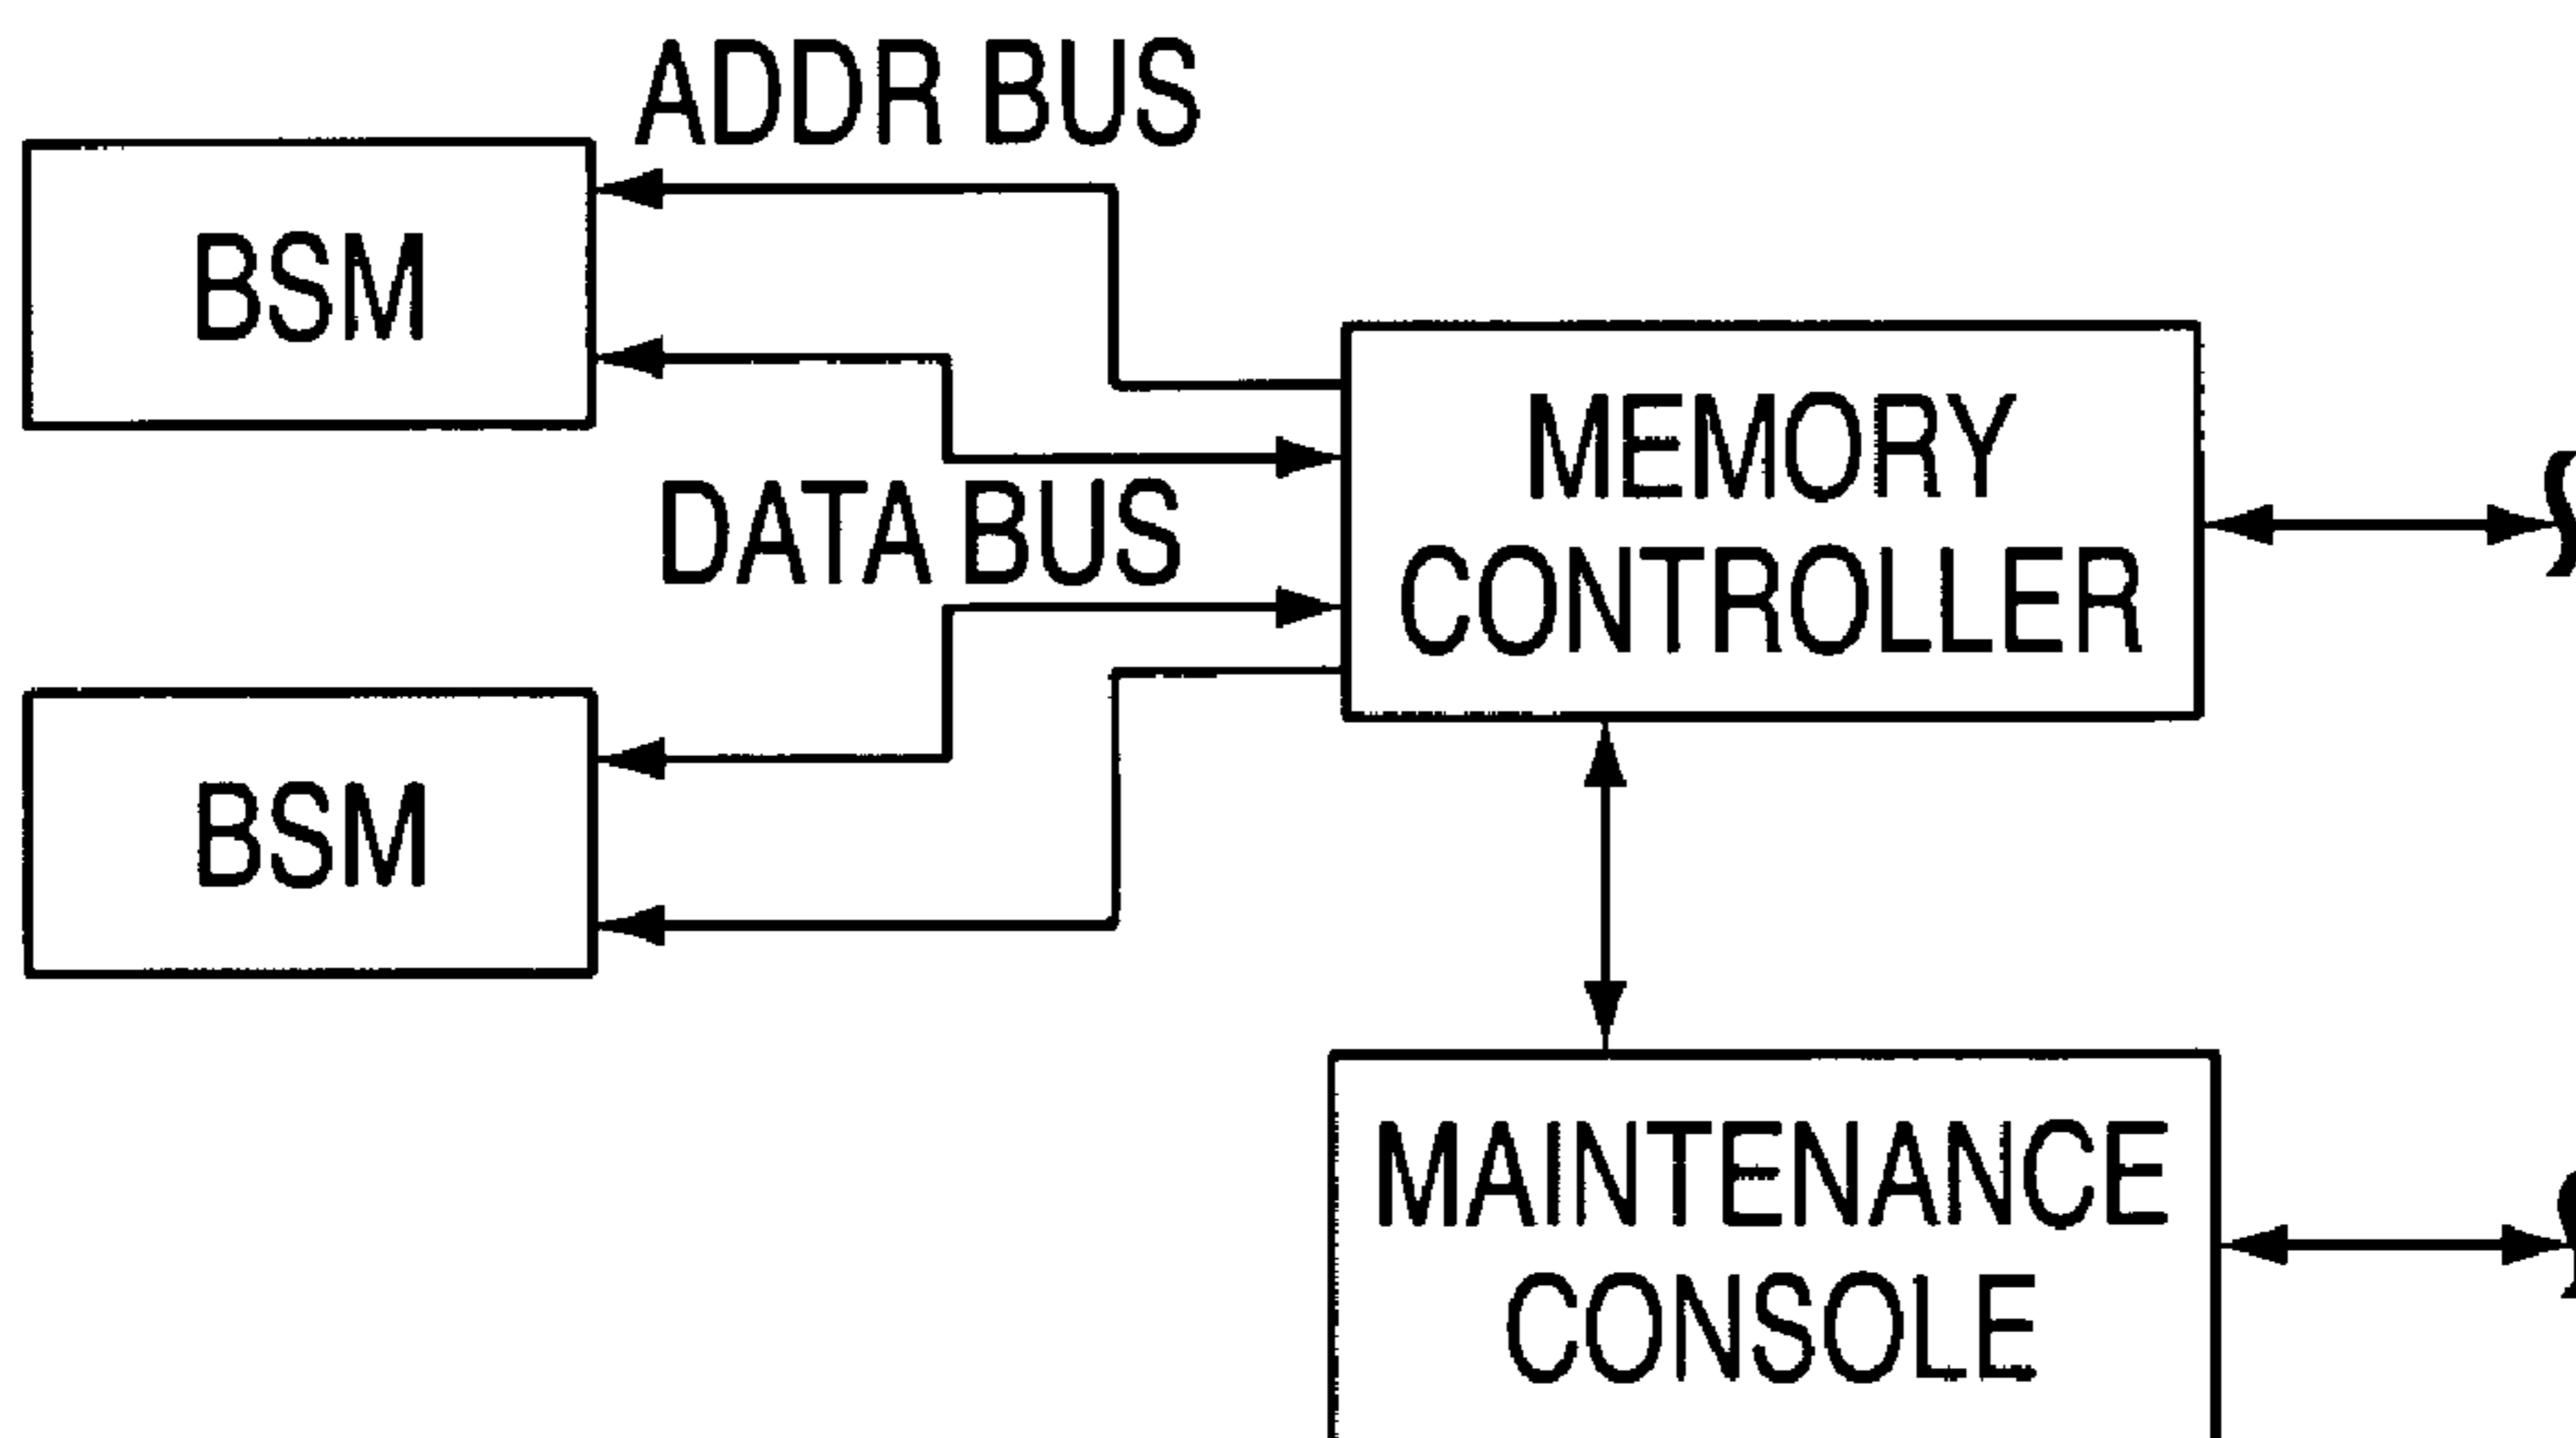 ADDR BUS
BSM
MEMORY
CONTROLLER
DATA BUS
BSM
MAINTENANCE
CONSOLE